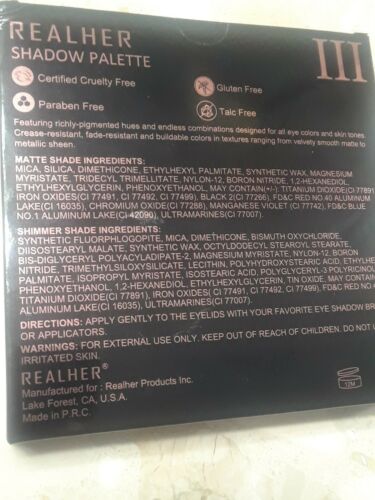 REALHER
SHADOW PALETTE
III
Certified Cruelty Free
Gluten Free
Paraben Free
Talc Free
Featuring richly-pigmented hues and endless combinations designed for all eye colors and skin tones.
Crease-resistant, fade-resistant and buildable colors in textures ranging from velvety smooth matte to
metallic sheen.
MATTE SHADE INGREDIENTS:
MICA, SILICA, DIMETHICONE, ETHYLHEXYL PALMITATE, SYNTHETIC WAX, MAGNESIUM
MYRISTATE, TRIDECYL TRIMELLITATE, NYLON-12, BORON NITRIDE, 1,2-HEXANEDIOL,
ETHYLHEXYLGLYCERIN, PHENOXYETHANOL, MAY CONTAIN(+/-): TITANIUM DIOXIDE(CI 77891
IRON OXIDES(CI 77491, CI 77492, CI 77499), BLACK 2(CI 77266), FD&C RED NO.40 ALUMINUM
LAKE(CI 16035), CHROMIUM OXIDE(CI 77288), MANGANESE VIOLET (CI 77742), FD&C BLUE
NO.1 ALUMINUM LAKE(CI 42090), ULTRAMARINES(CI 77007).
SHIMMER SHADE INGREDIENTS:
SYNTHETIC FLUORPHLOGOPITE, MICA, DIMETHICONE, BISMUTH OXYCHLORIDE,
DIISOSTEARYL MALATE, SYNTHETIC WAX, OCTYLDODECYL STEAROYL STEARATE,
BIS-DIGLYCERYL POLYACYLADIPATE-2, MAGNESIUM MYRISTATE, NYLON-12, BORON
NITRIDE, TRIMETHYLSILOXYSILICATE, LECITHIN, POLYHYDROXYSTEARIC ACID, ETHYLHEXYL
PALMITATE, ISOPROPYL MYRISTATE, ISOSTEARIC ACID, POLYGLYCERYL-3 POLYRICINOL
PHENOXYETHANOL, 1,2-HEXANEDIOL, ETHYLHEXYLGLYCERIN, TIN OXIDE, MAY CONTAIN
TITANIUM DIOXIDE(CI 77891), IRON OXIDES( CI 77491, CI 77492, CI 77499), FD&C RED N
ALUMINUM LAKE(CI 16035), ULTRAMARINES(CI 77007).
DIRECTIONS: APPLY GENTLY TO THE EYELIDS WITH YOUR FAVORITE EYE SHADOW BR
OR APPLICATORS.
WARNINGS: FOR EXTERNAL USE ONLY. KEEP OUT OF REACH OF CHILDREN. DO NOT
IRRITATED SKIN.
REALHER®
Manufactured for : Realher Products Inc.
Lake Forest, CA, U.S.A.
Made in P.R.C.
12M